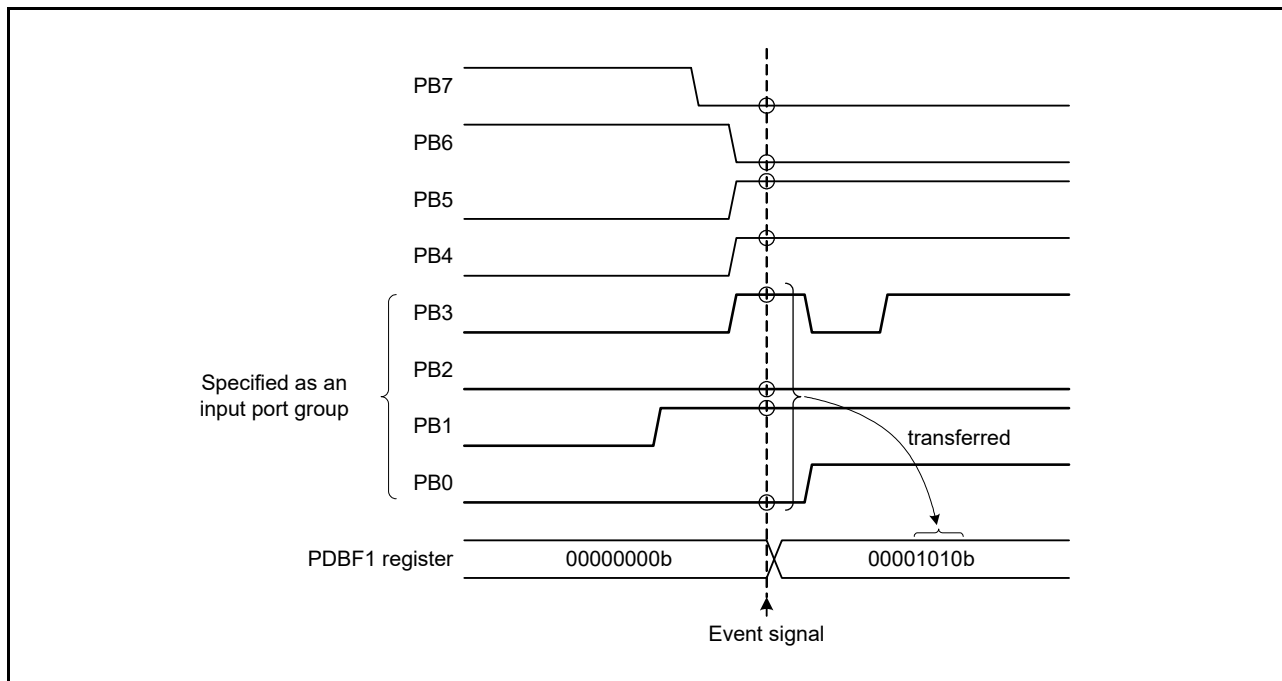 PB7
PB6
PB5
PB4
PB3
PB2
PB1
PB0
Specified as an
input port group
transferred
PDBF1 register
00000000b
00001010b
Event signal